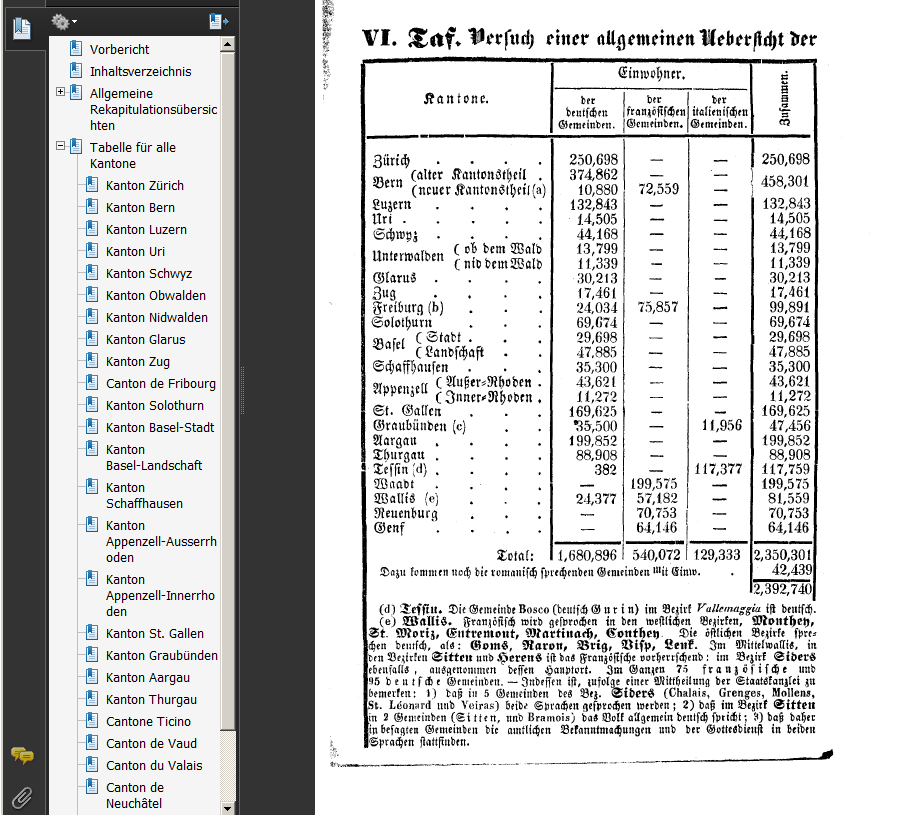 Vorbericht
Inhaltsverzeichnis
Allgemeine
Rekapitulationsübersic
hten
Tabelle für alle
Kantone
Kanton Zürich
Kanton Bern
Kanton Luzern
Kanton Uri
Kanton Schwyz
Kanton Obwalden
Kanton Nidwalden
Kanton Glarus
Kanton Zug
Canton de Fribourg
Kanton Solothurn
Kanton Basel-Stadt
Kanton
Basel-Landschaft
Kanton
Schaffhausen
Kanton
Appenzell-Ausserrh
oden
Kanton
Appenzell-Innerrho
den
Kanton St. Gallen
Kanton Graubünden
Kanton Aargau
Kanton Thurgau
Cantone Ticino
Canton de Vaud
Canton du Valais
Canton de
Neuchâtel
VI. Taf. Versuch einer allgemeinen Uebersicht der
Kantone.
Einwohner.
der
deutschen
Gemeinden.
der
französischen
Gemeinden.
der
italienischen
Gemeinden.
Zusammen.
Zürich . . . . 250,698 — — 250,698
Bern (alter Kantonstheil . 374,862 — — 458,301
(neuer Kantonstheil (a) 10,880 72,559 —
Luzern . . . . 132,843 — — 132,843
Uri . . . . . 14,505 — — 14,505
Schwyz . . . . 44,168 — — 44,168
Unterwalden ( ob dem Wald 13,799 — — 13,799
( nid dem Wald 11,339 — — 11,339
Glarus . . . . 30,213 — — 30,213
Zug . . . . 17,461 — — 17,461
Freiburg (b) . . . 24,034 75,857 — 99,891
Solothurn . . . 69,674 — — 69,674
Basel ( Stadt . . . 29,698 — — 29,698
( Landschaft . . 47,885 — — 47,885
Schaffhausen . . . 35,300 — — 35,300
Appenzell ( Außer-Rhoden . 43,621 — — 43,621
( Inner-Rhoden . 11,272 — — 11,272
St. Gallen . . . 169,625 — — 169,625
Graubünden (c) . . . 35,500 — 11,956 47,456
Aargau . . . . 199,852 — — 199,852
Thurgau . . . . 88,908 — — 88,908
Tessin (d) . . . . 382 — 117,377 117,759
Waadt . . . . — 199,575 — 199,575
Wallis (e) . . . 24,377 57,182 — 81,559
Neuenburg . . . — 70,753 — 70,753
Genf . . . . — 64,146 — 64,146
Total: 1,680,896 540,072 129,333 2,350,301
Dazu kommen noch die romanisch sprechenden Gemeinden mit Einw. . 42,439
2,392,740
(d) Tessin. Die Gemeinde Bosco (deutsch Gurin) im Bezirk Vallemaggia ist deutsch.
(e) Wallis. Französisch wird gesprochen in den westlichen Bezirken, Monthey,
St. Moriz, Entremont, Martinach, Conthey. Die östlichen Bezirke spre-
chen deutsch, als: Goms, Raron, Brig, Visp, Leuk. Im Mittelwallis, in
den Bezirken Sitten und Herens ist das Französische vorherrschend: im Bezirk Siders
ebenfalls, ausgenommen dessen Hauptort. Im Ganzen 75 französische und
95 deutsche Gemeinden. — Indessen ist, zufolge einer Mittheilung der Staatskanzlei zu
bemerken: 1) daß in 5 Gemeinden des Bez. Siders (Chalais, Grenges, Mollens,
St. Léonard und Veiras) beide Sprachen gesprochen werden; 2) daß im Bezirk Sitten
in 2 Gemeinden (Sitten, und Bramois) das Volk allgemein deutsch spricht; 3) daß daher
in besagten Gemeinden die amtlichen Bekanntmachungen und der Gottesdienst in beiden
Sprachen stattfinden.